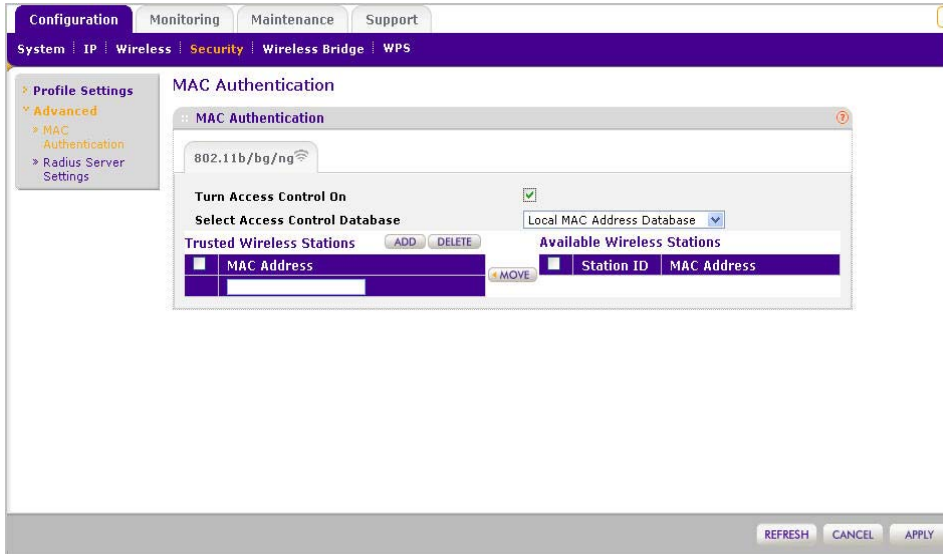 Configuration Monitoring Maintenance Support
System IP Wireless Security Wireless Bridge WPS
Profile Settings
Advanced
MAC
Authentication
Radius Server
Settings
MAC Authentication
MAC Authentication ?
802.11b/bg/ng
Turn Access Control On
Select Access Control Database Local MAC Address Database
Trusted Wireless Stations ADD DELETE Available Wireless Stations
MAC Address MOVE Station ID MAC Address
REFRESH CANCEL APPLY